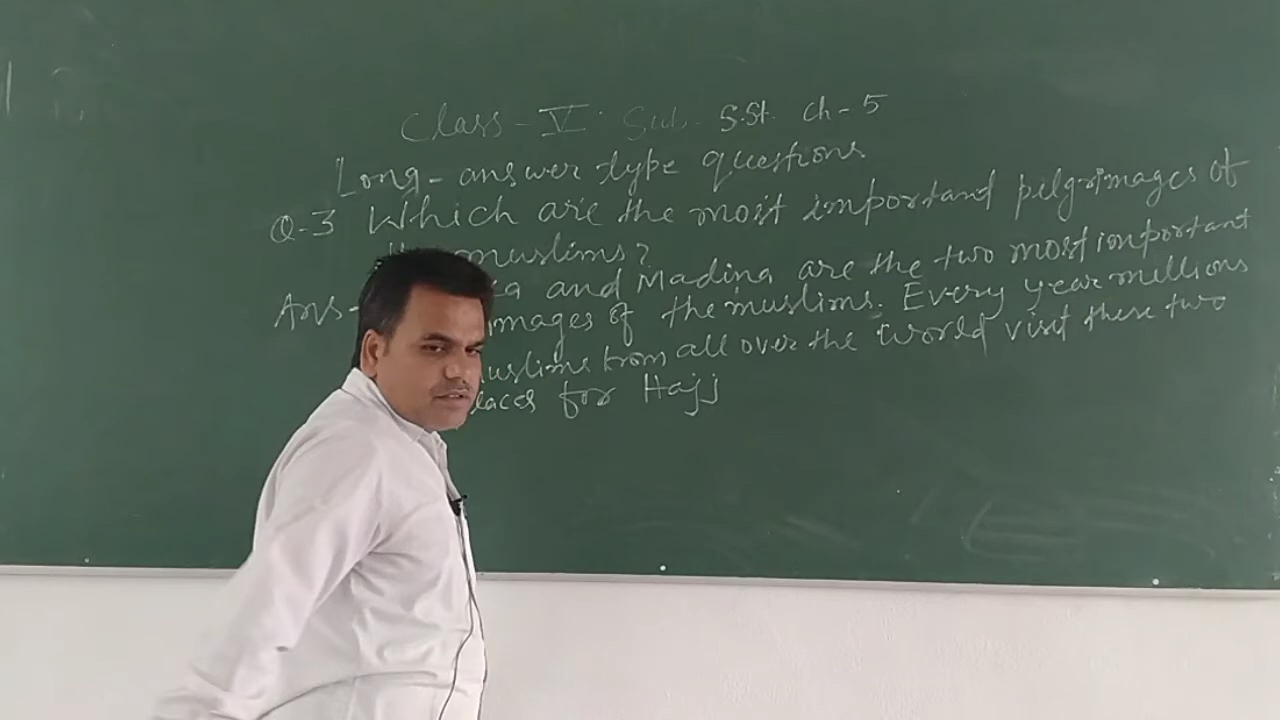 Class - V. Sub. S.St. Ch - 5
Long - answer type questions
Q-3 Which are the most important pilgrimages of
muslims?
Ans- and Madina are the two most important
of the muslims. Every year millions
from all over the world visit these two
for Hajj